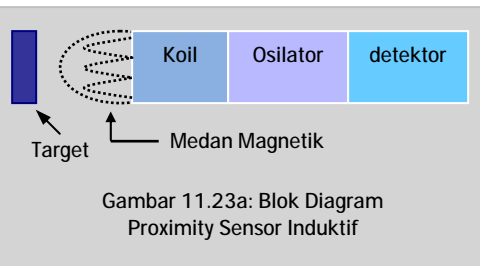 Koil Osilator detektor
Target
Medan Magnetik
Gambar 11.23a: Blok Diagram
Proximity Sensor Induktif